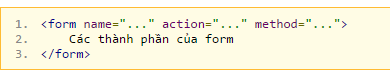 1. <form name="..." action="..." method="...">
2. Các thành phần của form
3. </form>